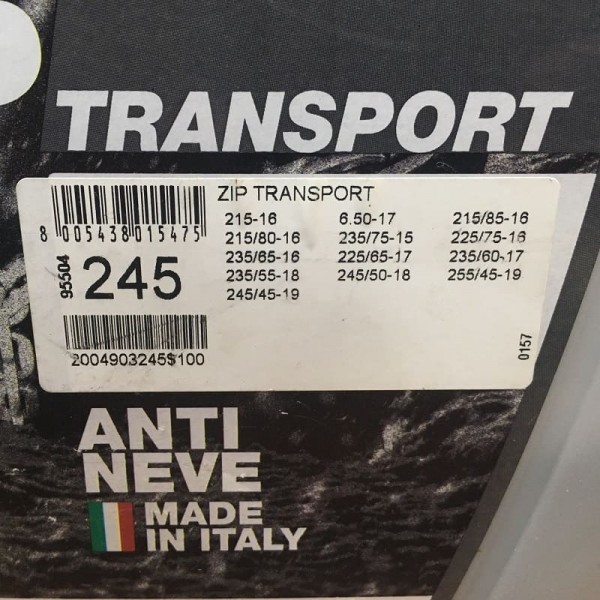 TRANSPORT
ZIP TRANSPORT
215-16 6.50-17 215/85-16
8 005438 015475 215/80-16 235/75-15 225/75-16
235/65-16 225/65-17 235/60-17
95504 245 235/55-18 245/50-18 255/45-19
245/45-19
2004903245$100
0157
ANTI
NEVE
MADE
IN ITALY